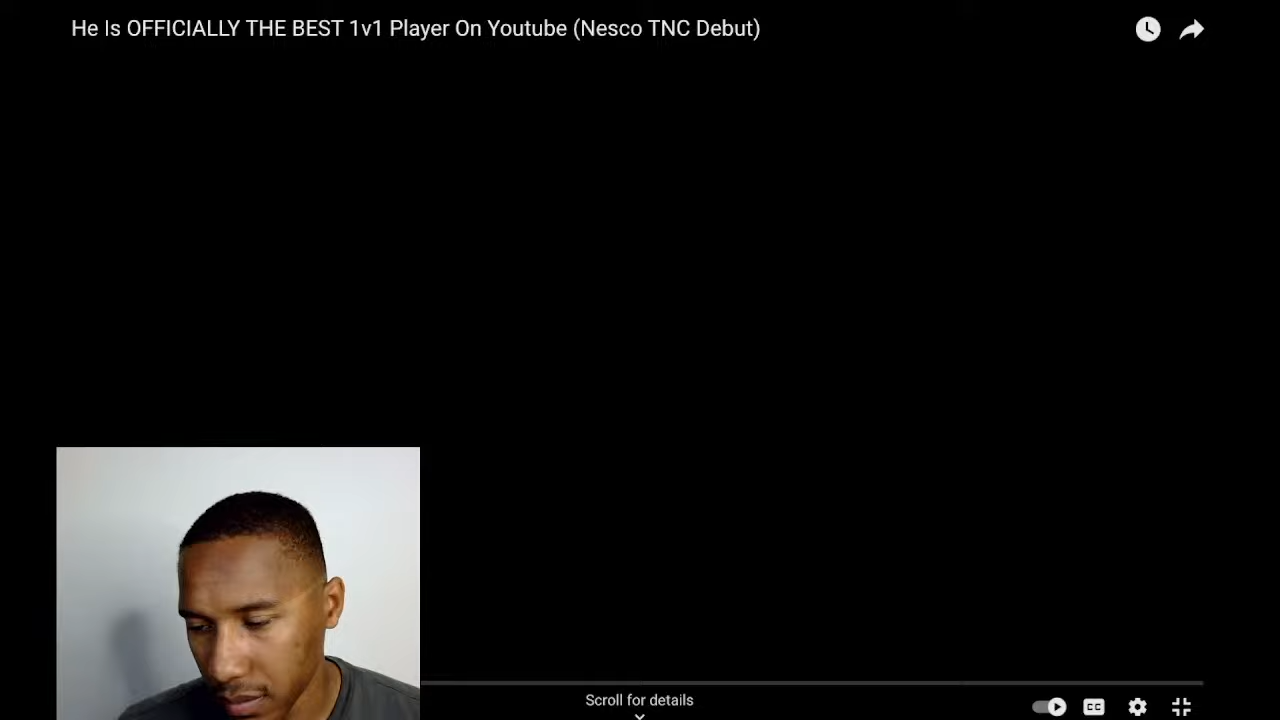 He Is OFFICIALLY THE BEST 1v1 Player On Youtube (Nesco TNC Debut)
Scroll for details
CC